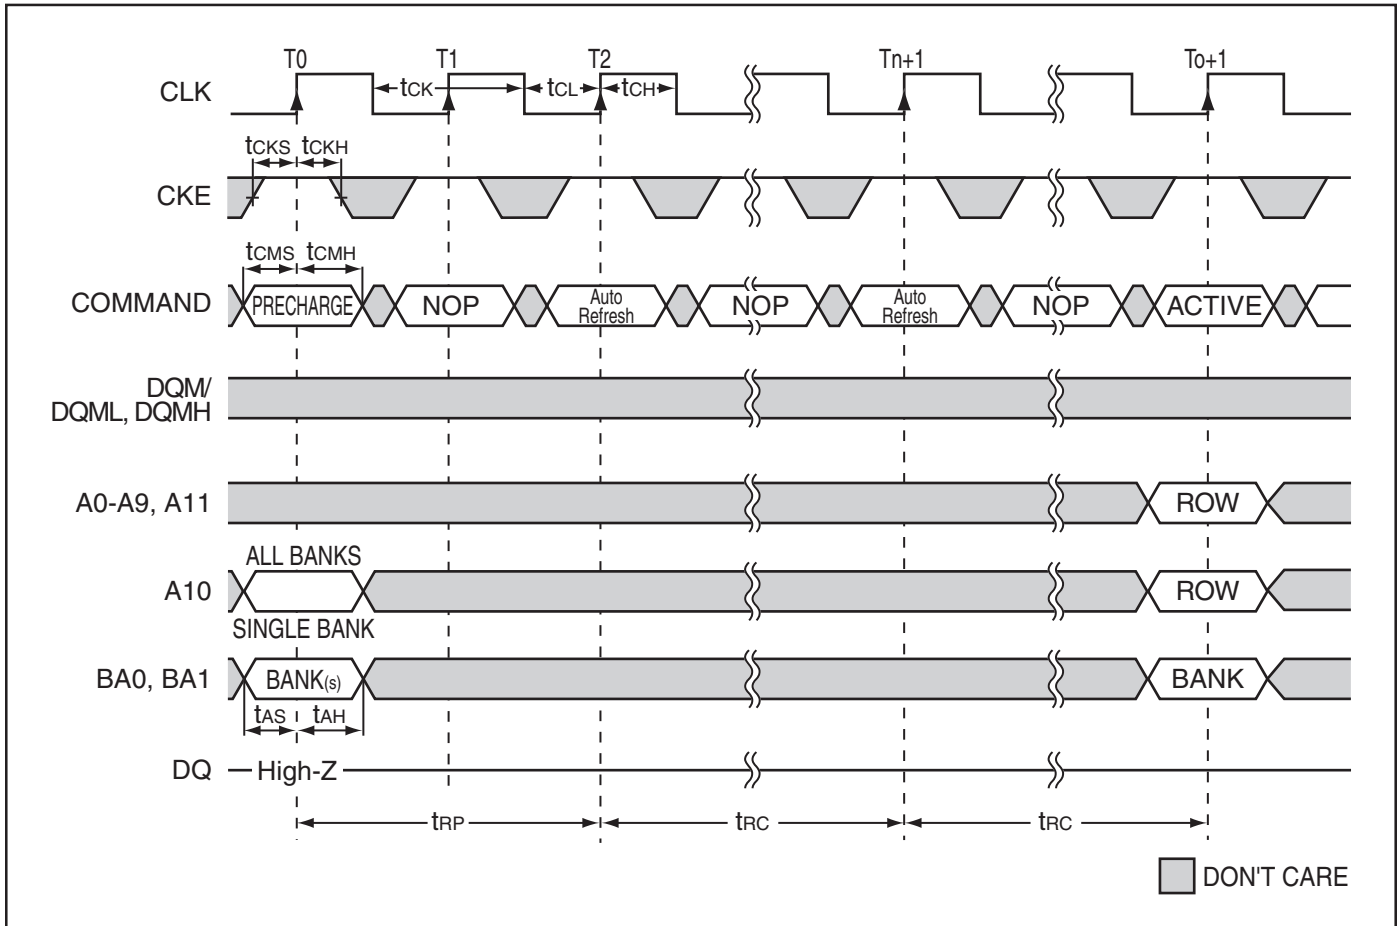 T0 T1 T2 Tn+1 To+1
CLK tCK tCL tCH
tCKS tCKH
CKE
tCMS tCMH
COMMAND PRECHARGE NOP Auto Refresh NOP Auto Refresh NOP ACTIVE
DQM/
DQML, DQMH
A0-A9, A11 ROW
ALL BANKS
A10 ROW
SINGLE BANK
BA0, BA1 BANK(s) BANK
tAS tAH
DQ High-Z
tRP tRC tRC
DON'T CARE